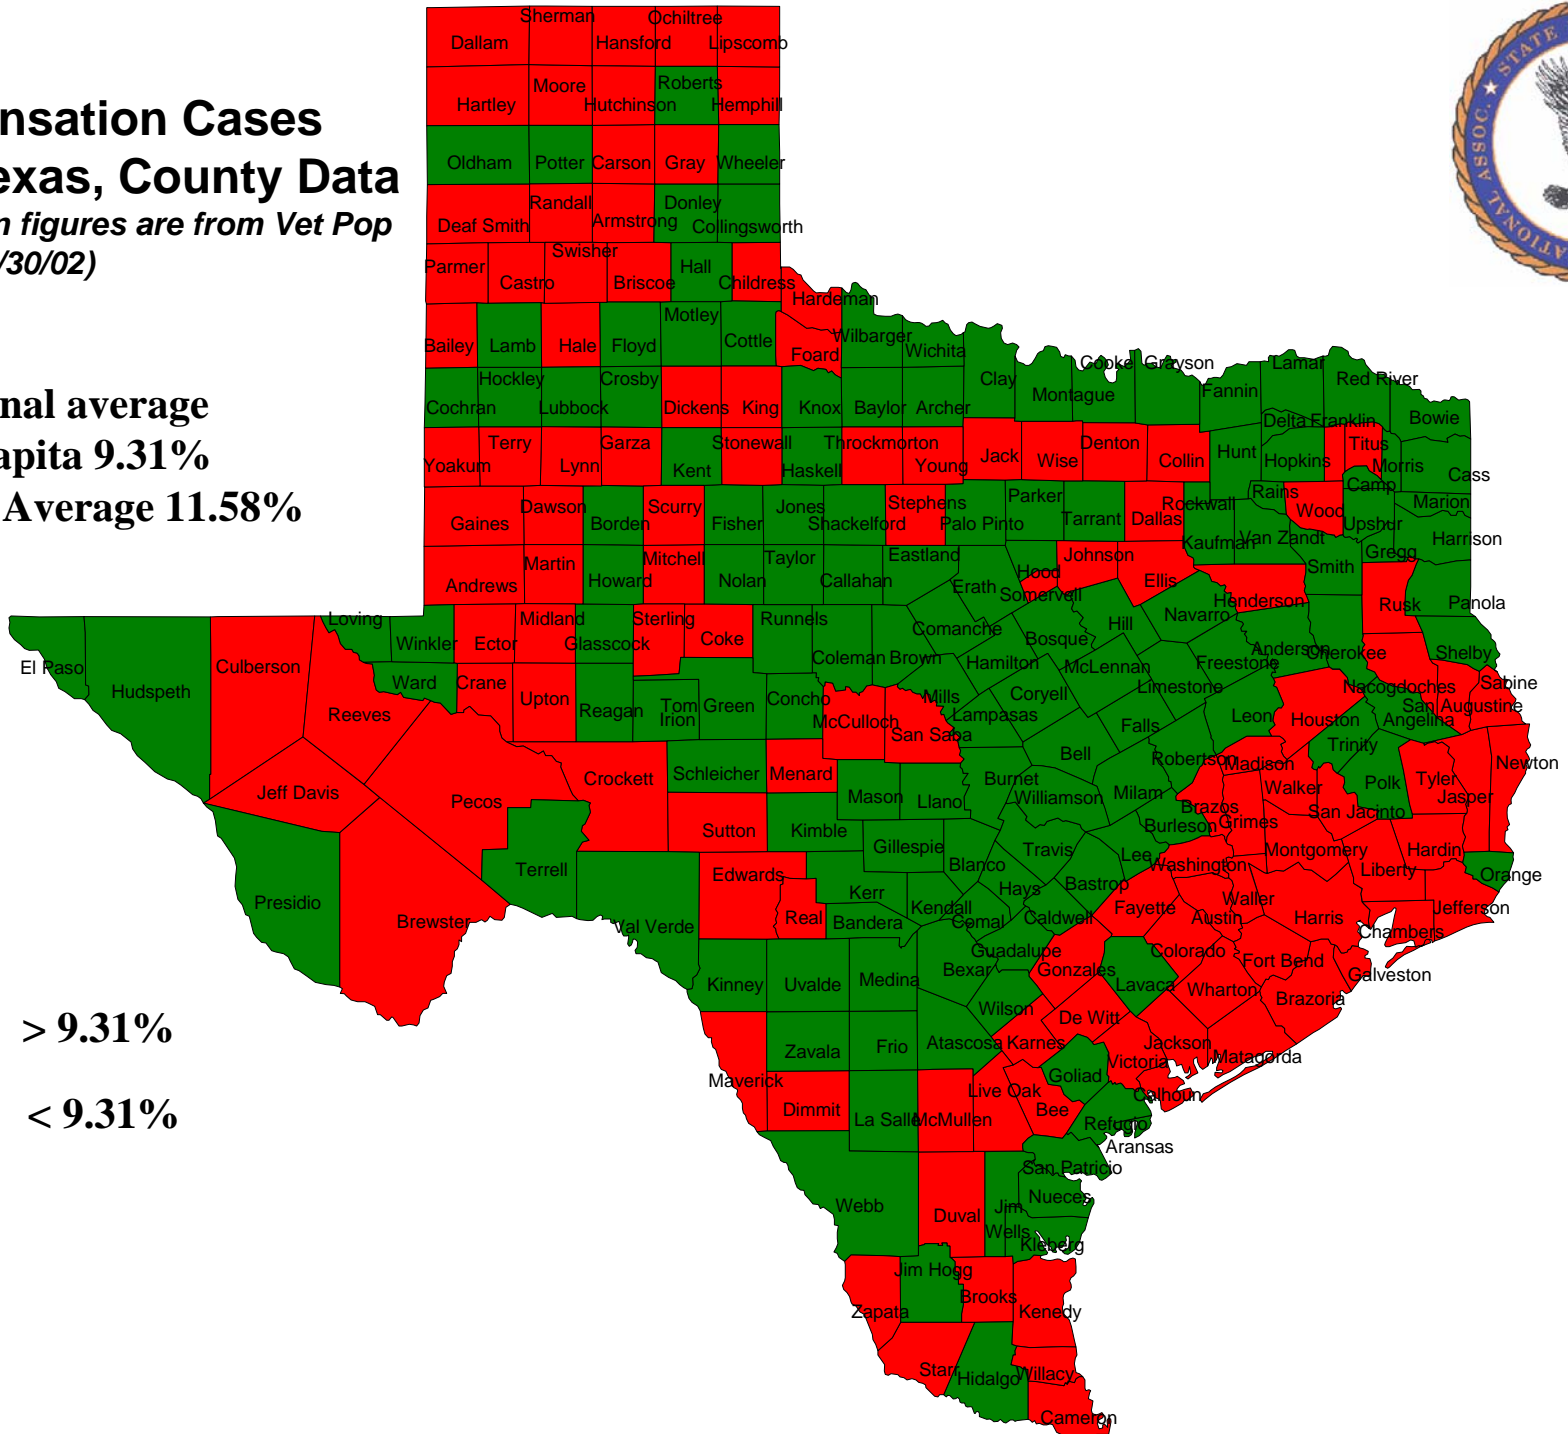 nsation Cases
exas, County Data
n figures are from Vet Pop
/30/02)
nal average
apita 9.31%
Average 11.58%
> 9.31%
< 9.31%
STATE
NATIONAL ASSOC.
Sherman Ochiltree
Dallam Hansford Lipscomb
Moore Roberts
Hartley Hutchinson Hemphill
Oldham Potter Carson Gray Wheeler
Randall Donley
Deaf Smith Armstrong Collingsworth
Swisher
Parmer Castro Briscoe Hall Childress
Hardeman
Motley
Bailey Lamb Hale Floyd Cottle Foard Wilbarger Wichita
Cooke Grayson Lamar
Hockley Crosby Clay Montague Fannin Red River
Cochran Lubbock Dickens King Knox Baylor Archer Delta Franklin Bowie
Terry Garza Stonewall Throckmorton Denton Titus
Yoakum Lynn Kent Haskell Young Jack Wise Collin Hunt Hopkins Morris Cass
Dawson Scurry Jones Stephens Parker Rockwall Rains Camp Marion
Gaines Borden Fisher Shackelford Palo Pinto Tarrant Dallas Wood Upshur
Kaufman Van Zandt Harrison
Martin Mitchell Taylor Eastland Hood Johnson Gregg
Andrews Howard Nolan Callahan Erath Somervell Ellis Smith
Henderson Rusk Panola
Loving Midland Sterling Runnels Navarro
Winkler Ector Glasscock Coke Comanche Bosque Hill
El Paso Culberson Coleman Brown Hamilton McLennan Freestone Anderson Cherokee Shelby
Hudspeth Ward Crane Limestone Nacogdoches Sabine
Reeves Upton Reagan Tom Green Concho Mills Coryell San Augustine
Irion McCulloch San Saba Lampasas Falls Leon Houston Angelina
Bell Robertson Trinity
Jeff Davis Pecos Crockett Schleicher Menard Burnet Madison Newton
Mason Llano Williamson Milam Walker Polk Tyler
Brazos San Jacinto Jasper
Sutton Kimble Burleson Grimes
Gillespie Travis Lee Montgomery Hardin
Terrell Edwards Blanco Washington Liberty Orange
Presidio Kerr Hays Bastrop Waller
Brewster Val Verde Real Bandera Kendall Comal Caldwell Fayette Austin Harris Jefferson
Chambers
Guadalupe Colorado Fort Bend
Kinney Uvalde Medina Bexar Gonzales Lavaca Galveston
Wilson Wharton Brazoria
De Witt
Zavala Frio Atascosa Karnes Jackson
Victoria Matagorda
Maverick Goliad
Dimmit La Salle McMullen Live Oak Bee Calhoun
Refugio
Aransas
San Patricio
Webb Duval Jim Wells Nueces
Kleberg
Jim Hogg
Zapata Brooks Kenedy
Starr Hidalgo Willacy
Cameron